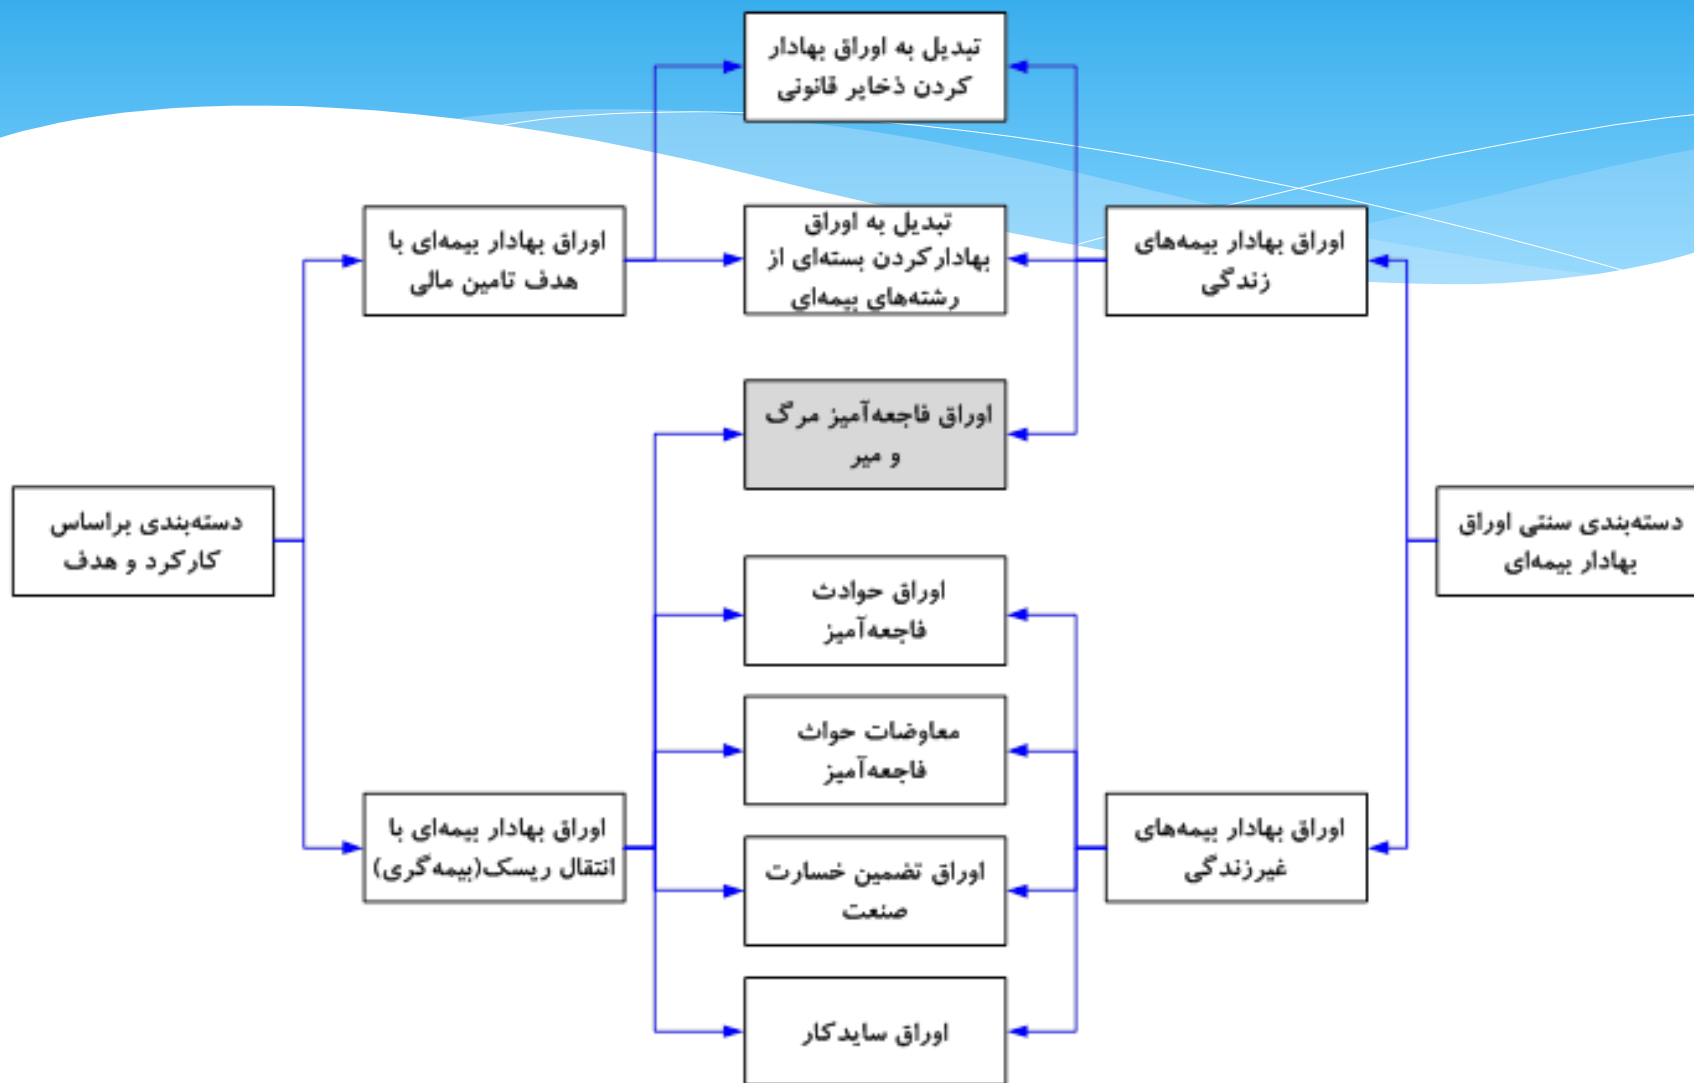 تبدیل به اوراق بهادار
کردن ذخایر قانونی
دسته‌بندی سنتی اوراق
بهادار بیمه‌ای
اوراق بهادار بیمه‌های
زندگی
تبدیل به اوراق
بهادارکردن بسته‌ای از
رشته‌های بیمه‌ای
اوراق بهادار بیمه‌ای با
هدف تامین مالی
اوراق فاجعه‌آمیز مرگ
و میر
دسته‌بندی براساس
کارکرد و هدف
اوراق حوادث
فاجعه‌آمیز
معاوضات حواث
فاجعه‌آمیز
اوراق بهادار بیمه‌های
غیرزندگی
اوراق بهادار بیمه‌ای با
انتقال ریسک(بیمه‌گری)
اوراق تضمین خسارت
صنعت
اوراق سایدکار